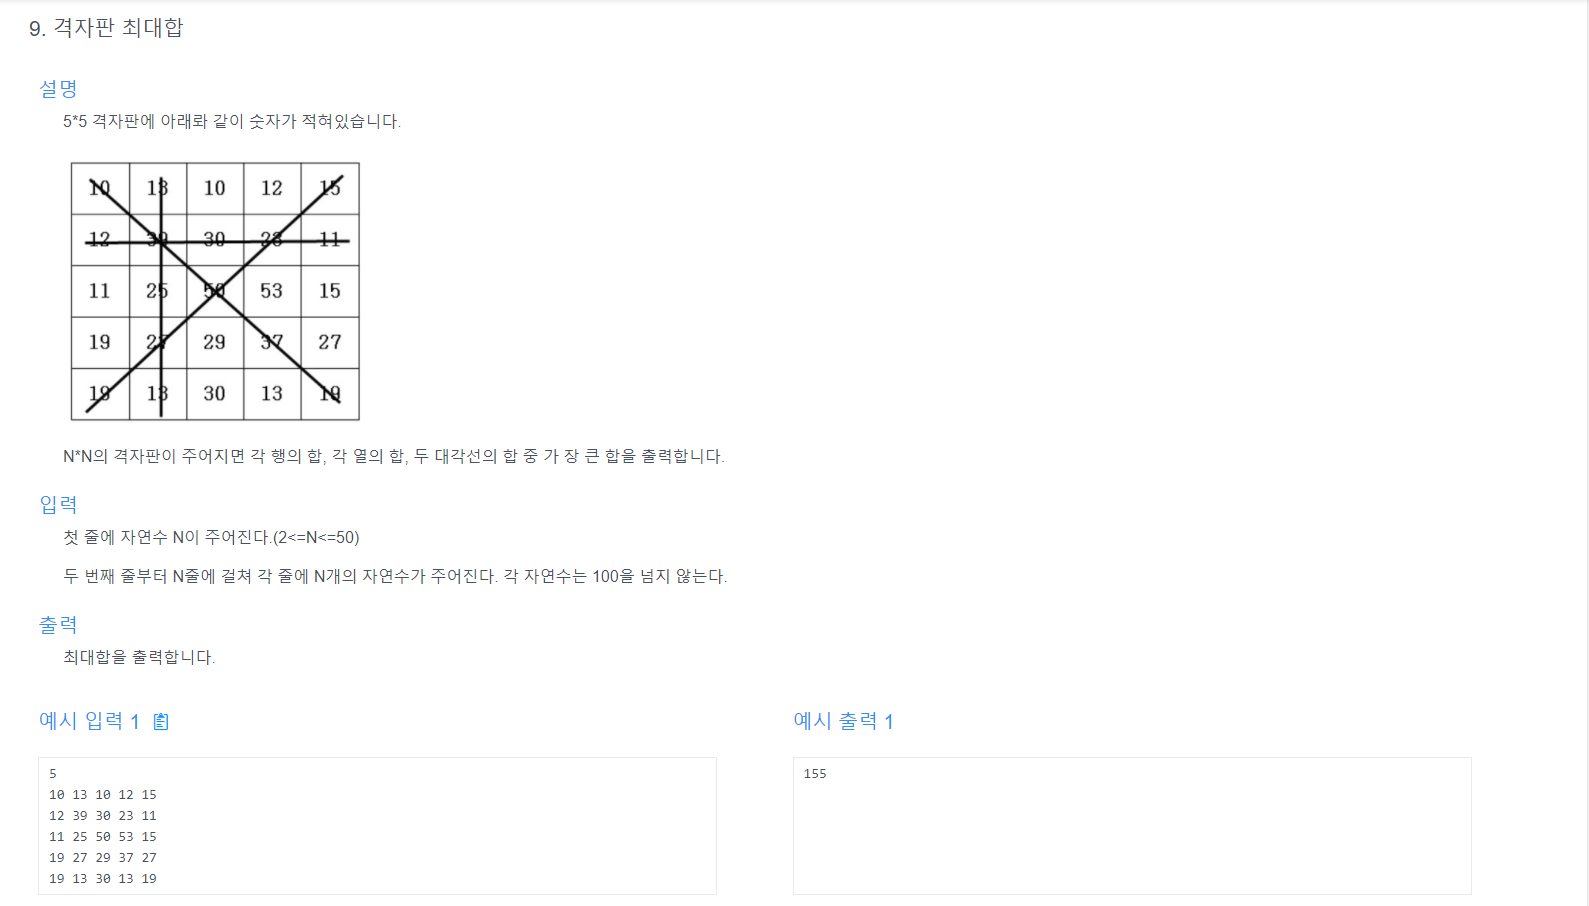 9. 격자판 최대합
설명
5*5 격자판에 아래롸 같이 숫자가 적혀있습니다.
10 13 10 12 15
12 39 30 23 11
11 25 50 53 15
19 27 29 37 27
19 13 30 13 19
N*N의 격자판이 주어지면 각 행의 합, 각 열의 합, 두 대각선의 합 중 가 장 큰 합을 출력합니다.
입력
첫 줄에 자연수 N이 주어진다.(2<=N<=50)
두 번째 줄부터 N줄에 걸쳐 각 줄에 N개의 자연수가 주어진다. 각 자연수는 100을 넘지 않는다.
출력
최대합을 출력합니다.
예시 입력 1
5
10 13 10 12 15
12 39 30 23 11
11 25 50 53 15
19 27 29 37 27
19 13 30 13 19
예시 출력 1
155